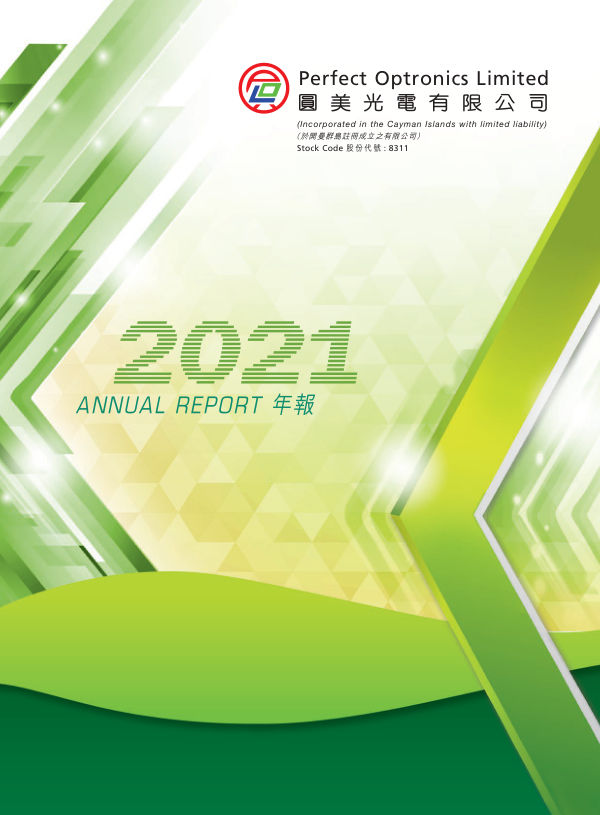 Perfect Optronics Limited
圓美光電有限公司
(Incorporated in the Cayman Islands with limited liability)
(於開曼群島註冊成立之有限公司)
Stock Code 股份代號 : 8311
2021
ANNUAL REPORT 年報